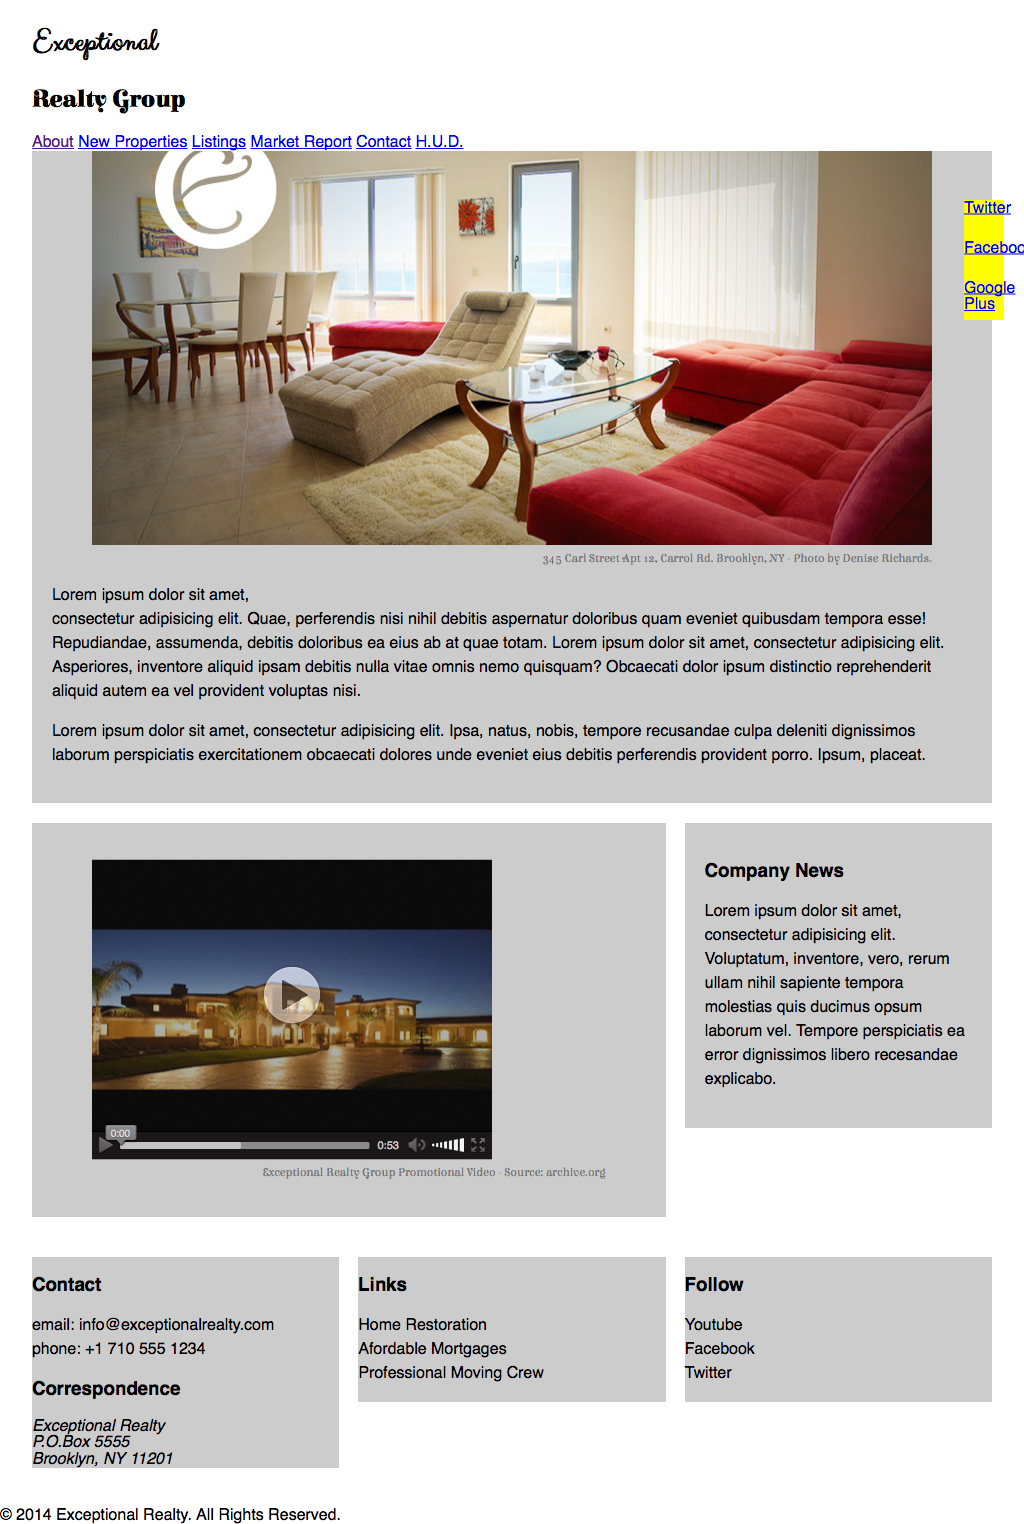 Exceptional
Realty Group
About New Properties Listings Market Report Contact H.U.D.
e
Twitter
Faceboo
Google
Plus
345 Carl Street Apt 12, Carrol Rd. Brooklyn, NY - Photo by Denise Richards.
Lorem ipsum dolor sit amet,
consectetur adipisicing elit. Quae, perferendis nisi nihil debitis aspernatur doloribus quam eveniet quibusdam tempora esse!
Repudiandae, assumenda, debitis doloribus ea eius ab at quae totam. Lorem ipsum dolor sit amet, consectetur adipisicing elit.
Asperiores, inventore aliquid ipsam debitis nulla vitae omnis nemo quisquam? Obcaecati dolor ipsum distinctio reprehenderit
aliquid autem ea vel provident voluptas nisi.
Lorem ipsum dolor sit amet, consectetur adipisicing elit. Ipsa, natus, nobis, tempore recusandae culpa deleniti dignissimos
laborum perspiciatis exercitationem obcaecati dolores unde eveniet eius debitis perferendis provident porro. Ipsum, placeat.
0:00
0:53
Exceptional Realty Group Promotional Video - Source: archive.org
Company News
Lorem ipsum dolor sit amet,
consectetur adipisicing elit.
Voluptatum, inventore, vero, rerum
ullam nihil sapiente tempora
molestias quis ducimus opsum
laborum vel. Tempore perspiciatis ea
error dignissimos libero recesandae
explicabo.
Contact
email: info@exceptionalrealty.com
phone: +1 710 555 1234
Correspondence
Exceptional Realty
P.O.Box 5555
Brooklyn, NY 11201
Links
Home Restoration
Afordable Mortgages
Professional Moving Crew
Follow
Youtube
Facebook
Twitter
© 2014 Exceptional Realty. All Rights Reserved.